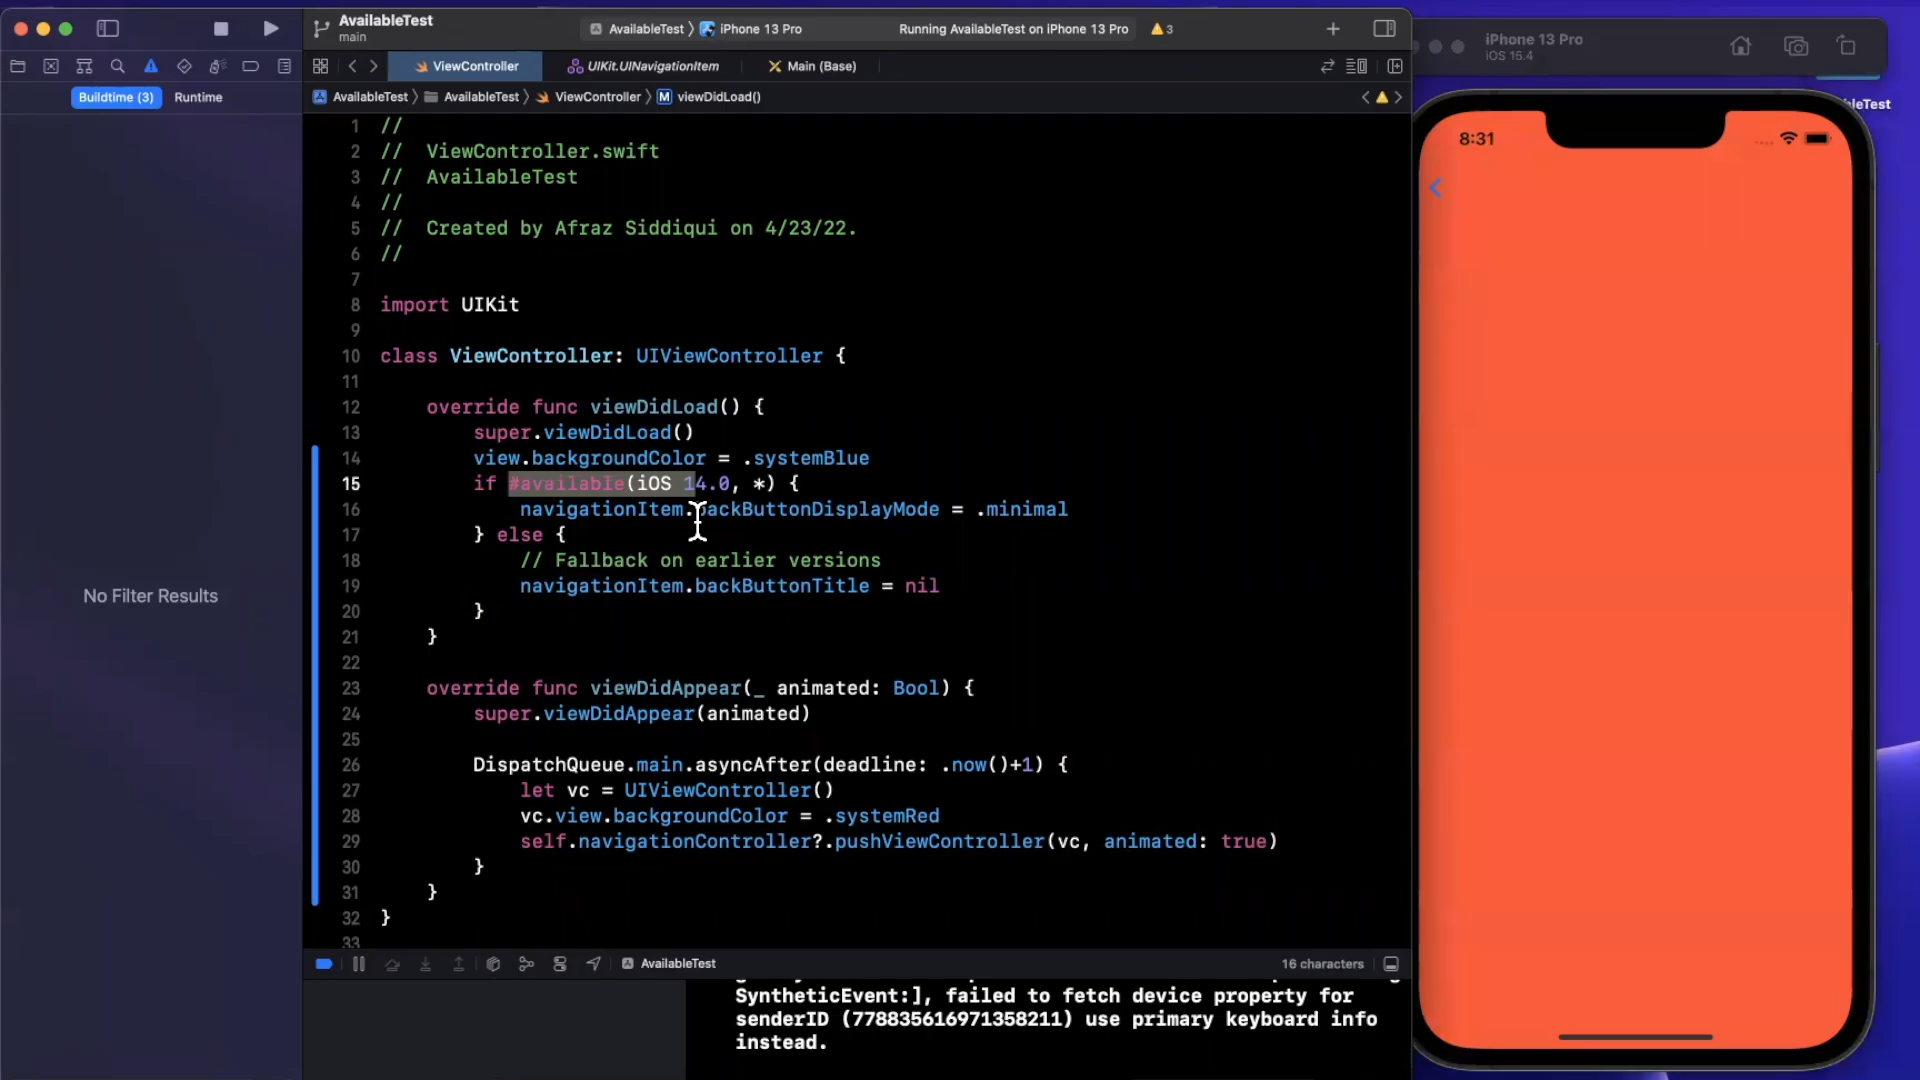 AvailableTest
main
AvailableTest
iPhone 13 Pro
Running AvailableTest on iPhone 13 Pro
3
iPhone 13 Pro
iOS 15.4
ViewController
UIKit.UINavigationItem
Main (Base)
Buildtime (3)
Runtime
AvailableTest
AvailableTest
ViewController
M viewDidLoad()
No Filter Results
1 //
2 //  ViewController.swift
3 //  AvailableTest
4 //
5 //  Created by Afraz Siddiqui on 4/23/22.
6 //
7
8 import UIKit
9
10 class ViewController: UIViewController {
11
12     override func viewDidLoad() {
13         super.viewDidLoad()
14         view.backgroundColor = .systemBlue
15         if #available(iOS 14.0, *) {
16             navigationItem.backButtonDisplayMode = .minimal
17         } else {
18             // Fallback on earlier versions
19             navigationItem.backButtonTitle = nil
20         }
21     }
22
23     override func viewDidAppear(_ animated: Bool) {
24         super.viewDidAppear(animated)
25
26         DispatchQueue.main.asyncAfter(deadline: .now()+1) {
27             let vc = UIViewController()
28             vc.view.backgroundColor = .systemRed
29             self.navigationController?.pushViewController(vc, animated: true)
30         }
31     }
32 }
33
AvailableTest
16 characters
SyntheticEvent:], failed to fetch device property for
senderID (778835616971358211) use primary keyboard info
instead.
8:31